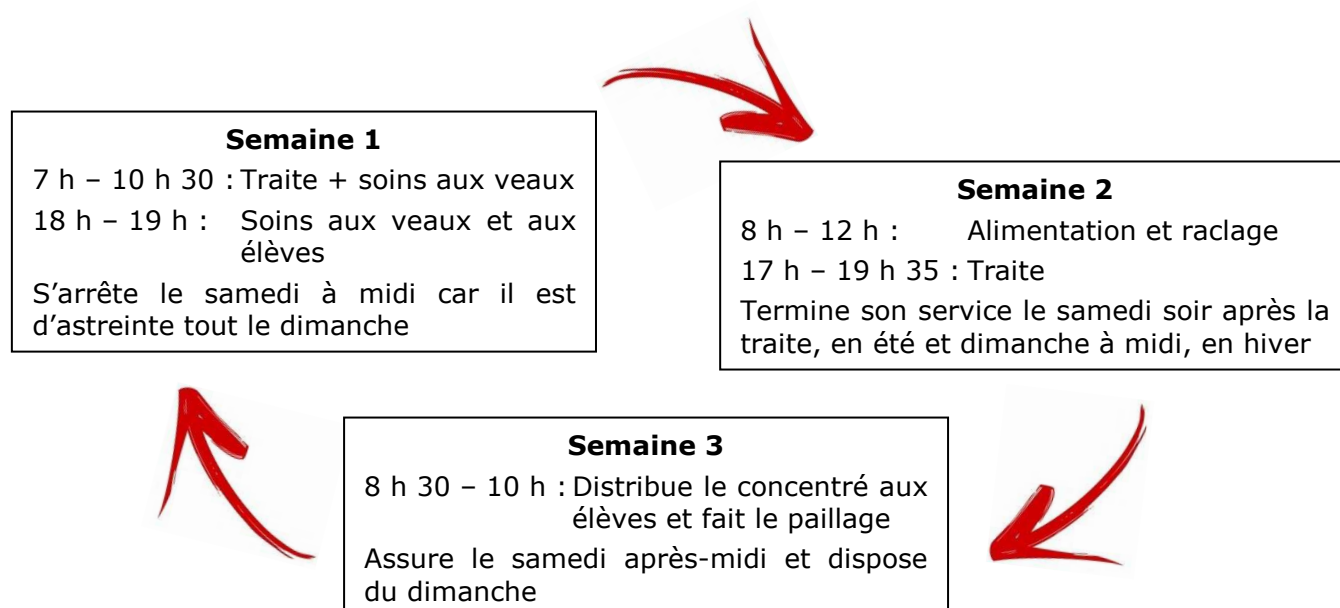 Semaine 1
7 h – 10 h 30 : Traite + soins aux veaux
18 h – 19 h : Soins aux veaux et aux
élèves
S’arrête le samedi à midi car il est
d’astreinte tout le dimanche
Semaine 2
8 h – 12 h : Alimentation et raclage
17 h – 19 h 35 : Traite
Termine son service le samedi soir après la
traite, en été et dimanche à midi, en hiver
Semaine 3
8 h 30 – 10 h : Distribue le concentré aux
élèves et fait le paillage
Assure le samedi après-midi et dispose
du dimanche